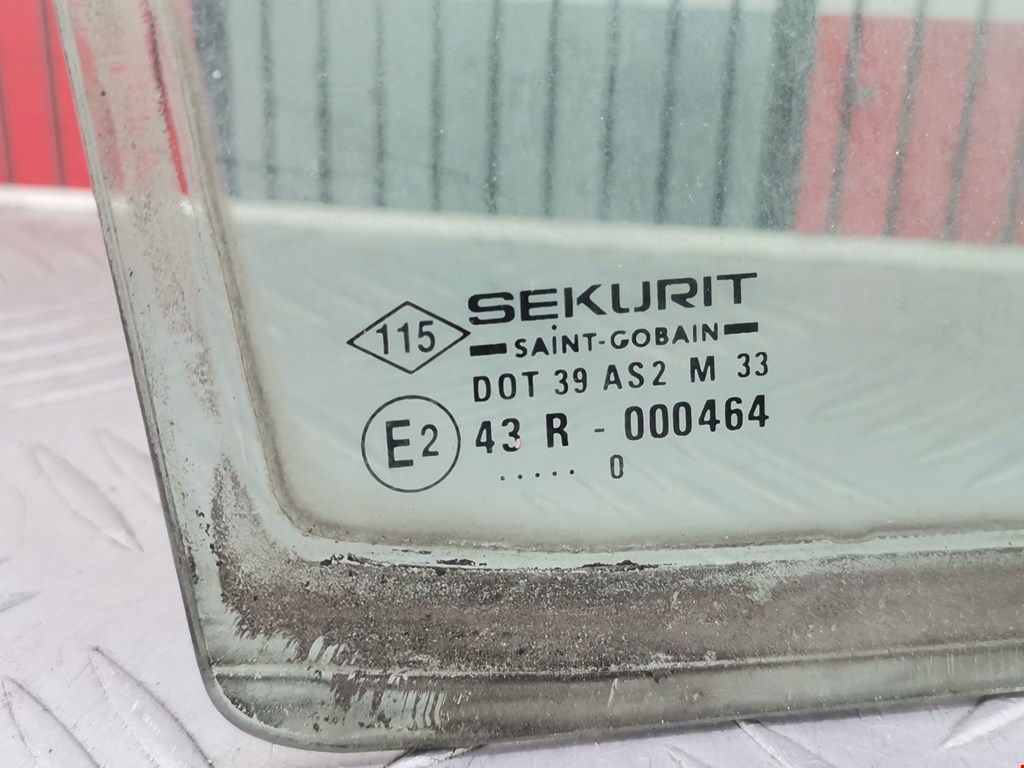 115
SEKURIT
SAINT-GOBAIN
DOT 39 AS2 M 33
E2 43 R - 000464
..... 0